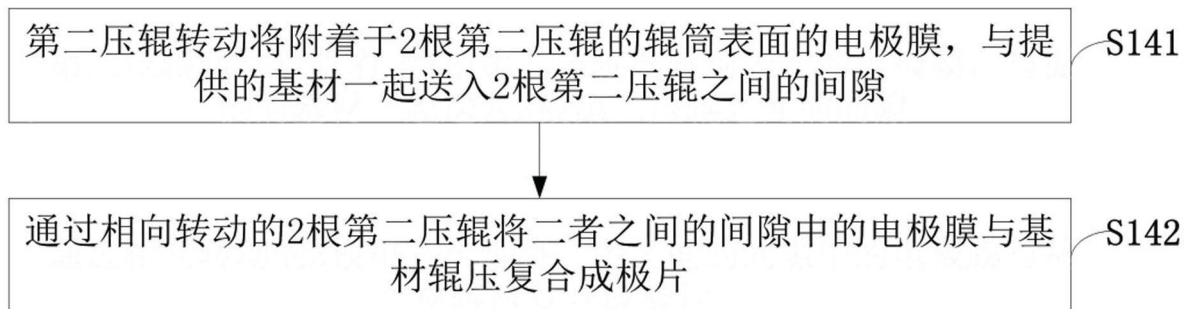 第二压辊转动将附着于2根第二压辊的辊筒表面的电极膜，与提
S141
供的基材一起送入2根第二压辊之间的间隙
通过相向转动的2根第二压辊将二者之间的间隙中的电极膜与基
S142
材辊压复合成极片